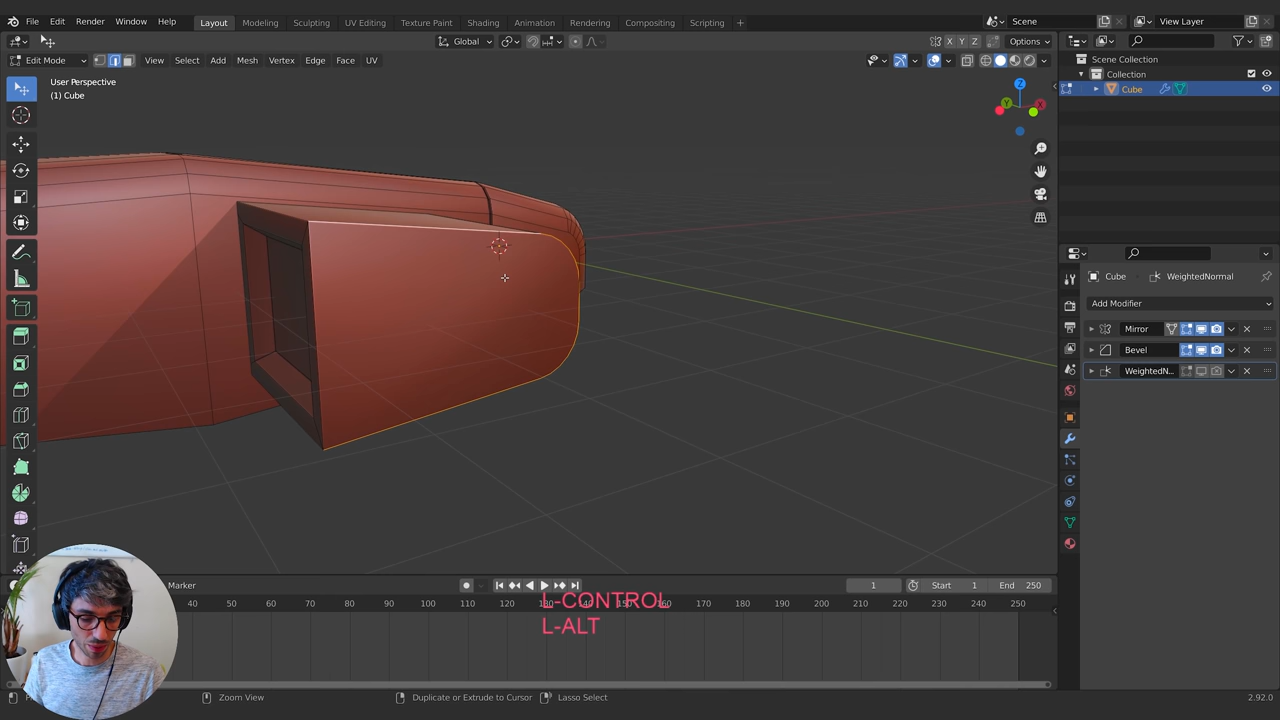 File Edit Render Window Help Layout Modeling Sculpting UV Editing Texture Paint Shading Animation Rendering Compositing Scripting + Scene View Layer
Global X Y Z Options
Edit Mode View Select Add Mesh Vertex Edge Face UV
Scene Collection
Collection
Cube
User Perspective
(1) Cube
Z
Y
X
Cube WeightedNormal
Add Modifier
Mirror
Bevel
WeightedN...
Marker 1 Start 1 End 250
40 50 60 70 80 90 100 110 120 130 140 150 160 170 180 190 200 210 220 230 240 250
L-CONTROL
L-ALT
Zoom View Duplicate or Extrude to Cursor Lasso Select 2.92.0